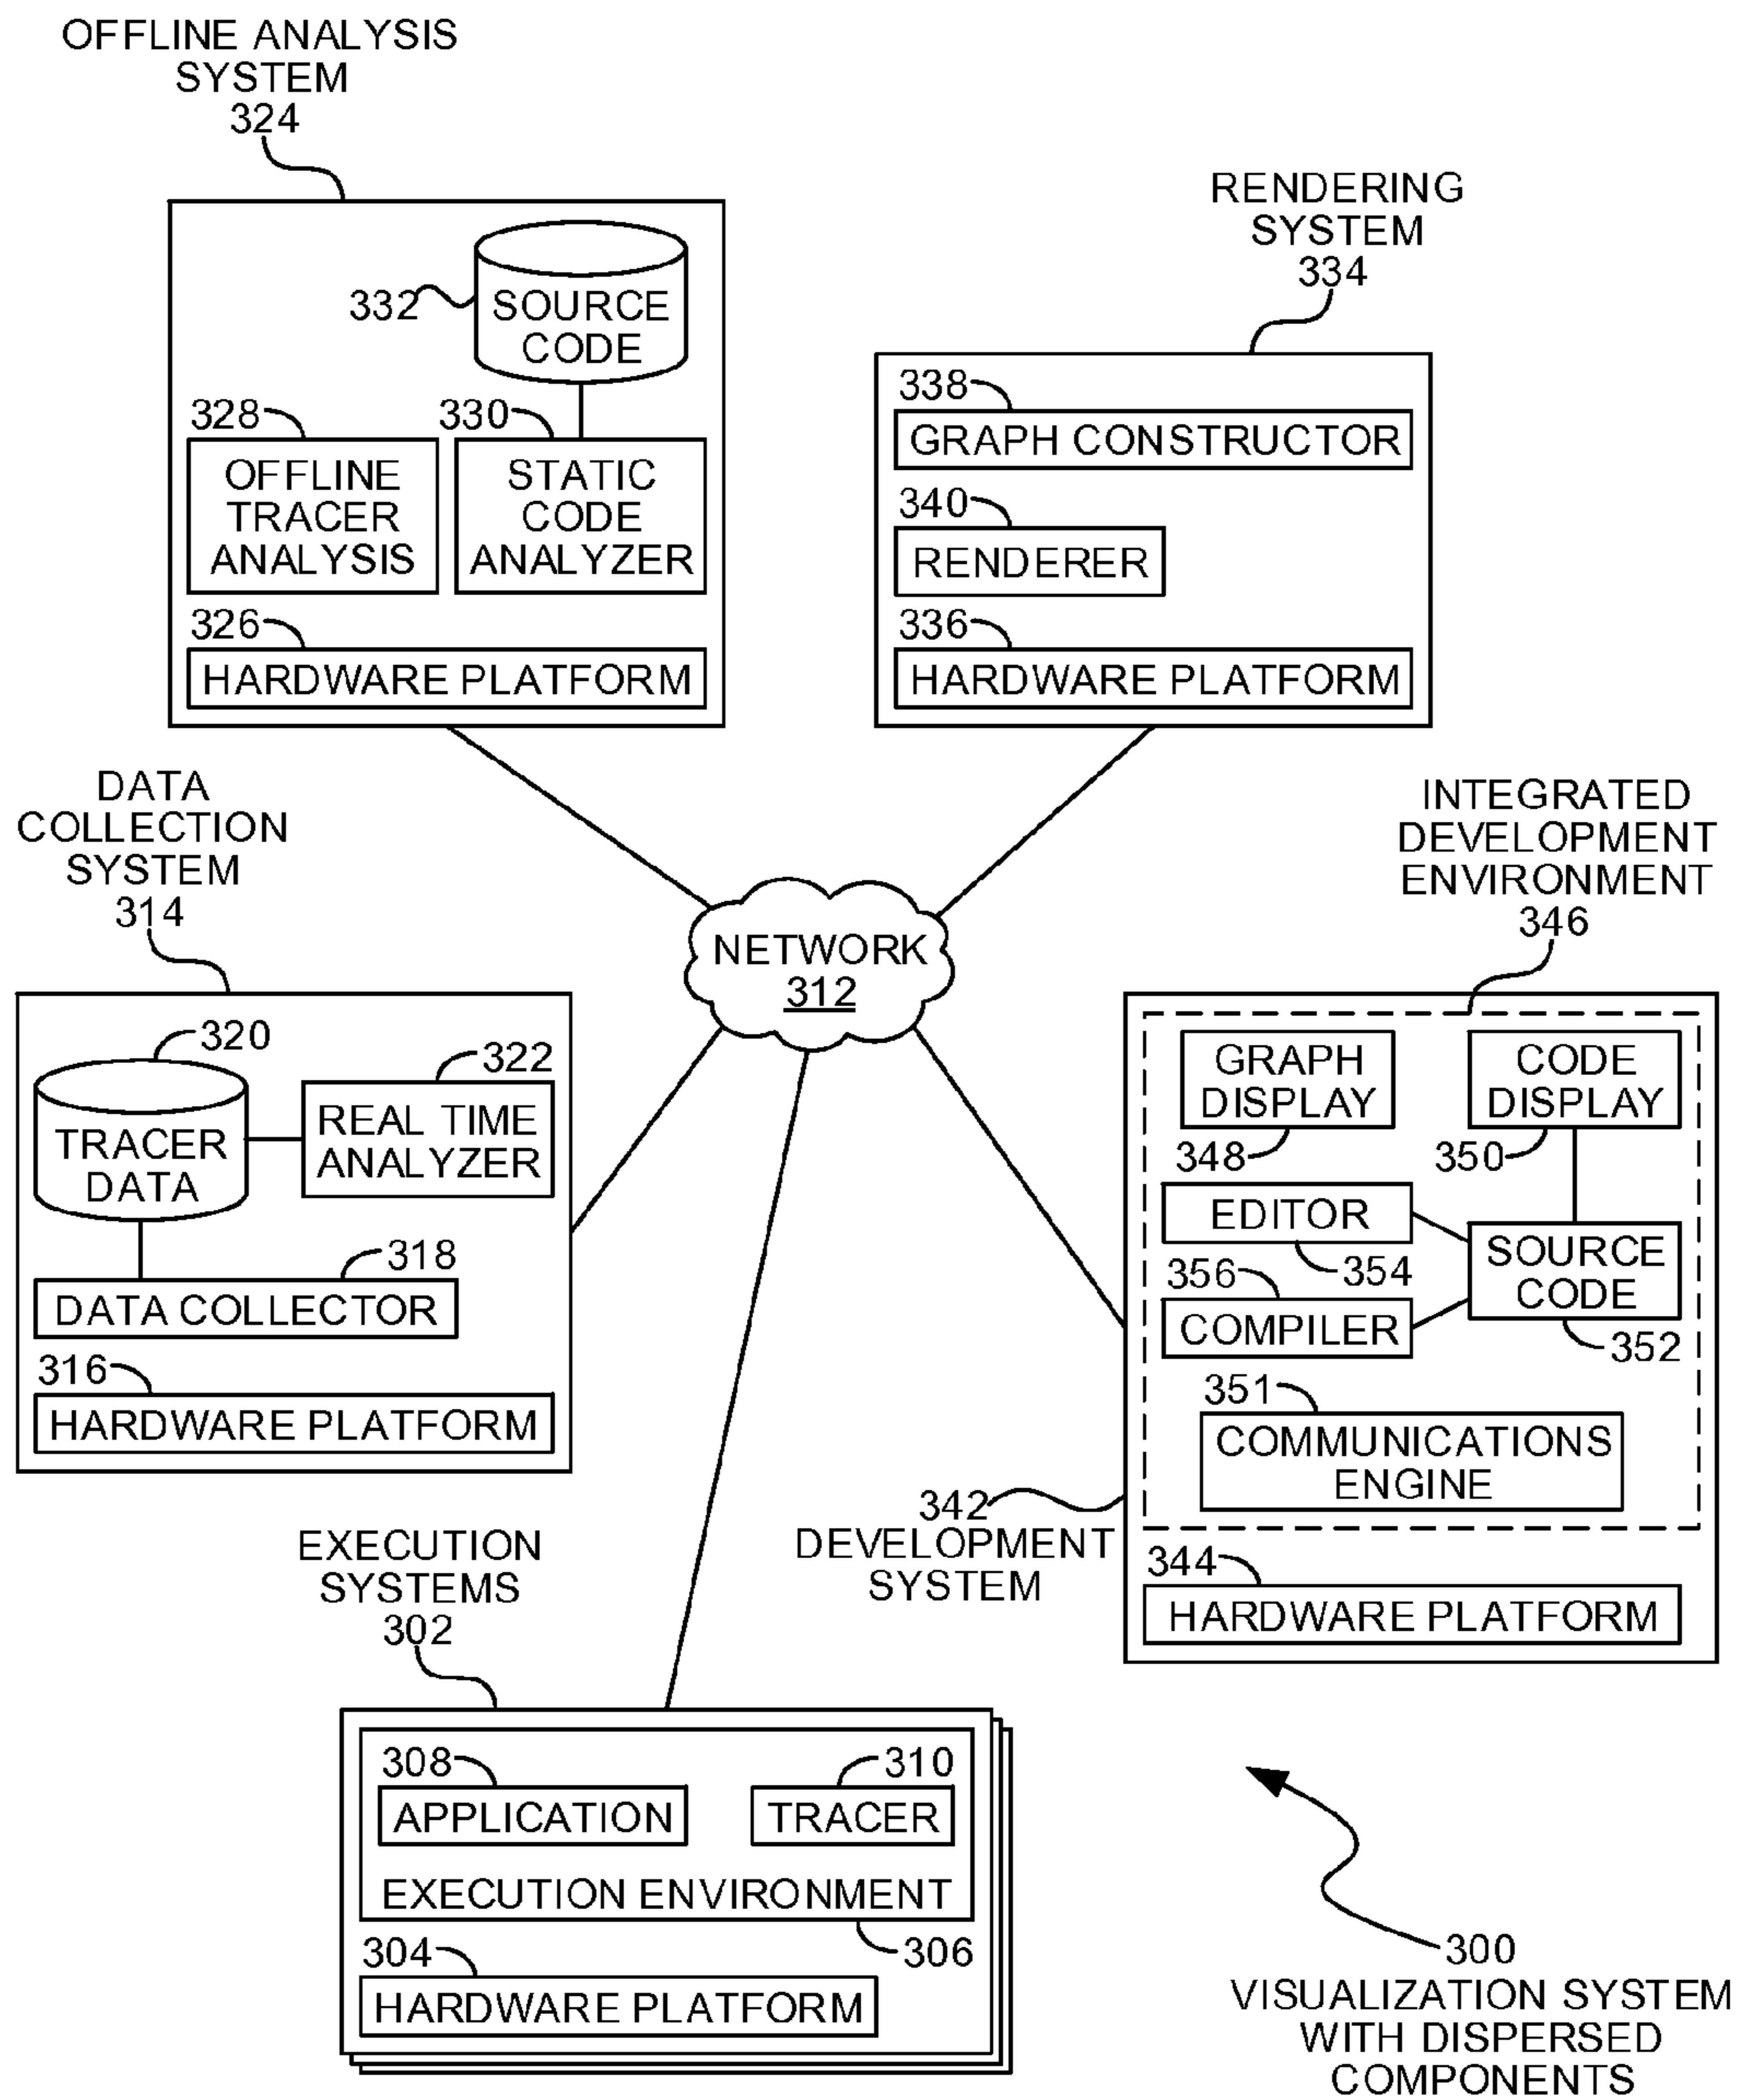 OFFLINE ANALYSIS
SYSTEM
324
332
SOURCE
CODE
328
330
OFFLINE
TRACER
ANALYSIS
STATIC
CODE
ANALYZER
326
HARDWARE PLATFORM
RENDERING
SYSTEM
334
338
GRAPH CONSTRUCTOR
340
RENDERER
336
HARDWARE PLATFORM
DATA
COLLECTION
SYSTEM
314
320
322
TRACER
DATA
REAL TIME
ANALYZER
318
DATA COLLECTOR
316
HARDWARE PLATFORM
NETWORK
312
INTEGRATED
DEVELOPMENT
ENVIRONMENT
346
GRAPH
DISPLAY
348
CODE
DISPLAY
350
EDITOR
354
SOURCE
CODE
352
356
COMPILER
351
COMMUNICATIONS
ENGINE
342
DEVELOPMENT
SYSTEM
344
HARDWARE PLATFORM
EXECUTION
SYSTEMS
302
308
APPLICATION
310
TRACER
EXECUTION ENVIRONMENT
306
304
HARDWARE PLATFORM
300
VISUALIZATION SYSTEM
WITH DISPERSED
COMPONENTS